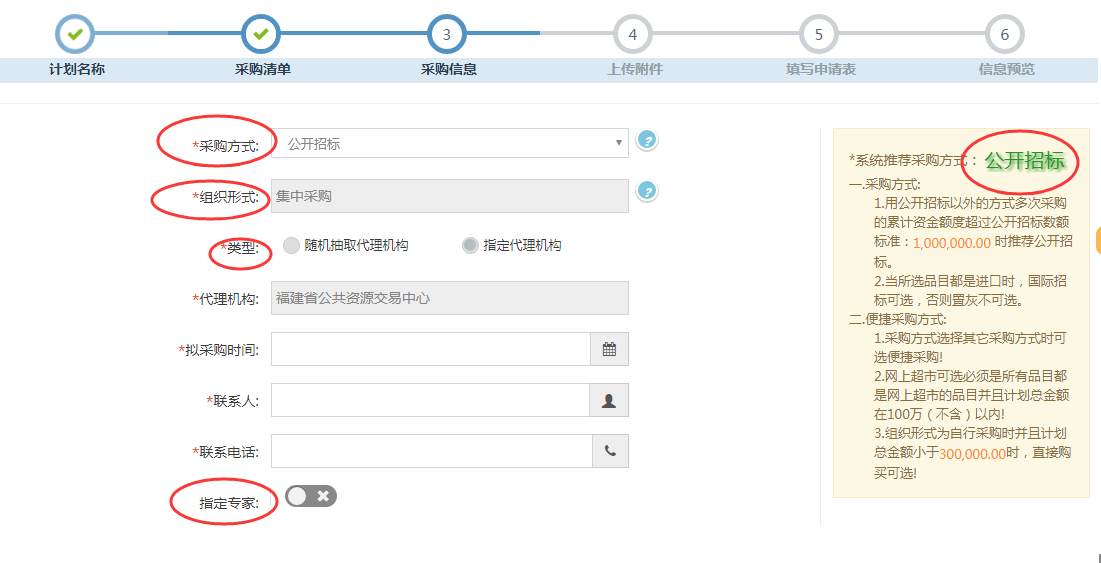 3
4
5
6
计划名称
采购清单
采购信息
上传附件
填写申请表
信息预览
*采购方式:
公开招标
?
*组织形式:
集中采购
?
*类型:
随机抽取代理机构
指定代理机构
*代理机构:
福建省公共资源交易中心
*拟采购时间:
*联系人:
*联系电话:
指定专家:
*系统推荐采购方式： 公开招标
一.采购方式:
1.用公开招标以外的方式多次采购
的累计资金额度超过公开招标数额
标准：1,000,000.00 时推荐公开招
标。
2.当所选品目都是进口时，国际招
标可选，否则置灰不可选。
二.便捷采购方式:
1.采购方式选择其它采购方式时可
选便捷采购!
2.网上超市可选必须是所有品目都
是网上超市的品目并且计划总金额
在100万（不含）以内!
3.组织形式为自行采购时并且计划
总金额小于300,000.00时，直接购
买可选!